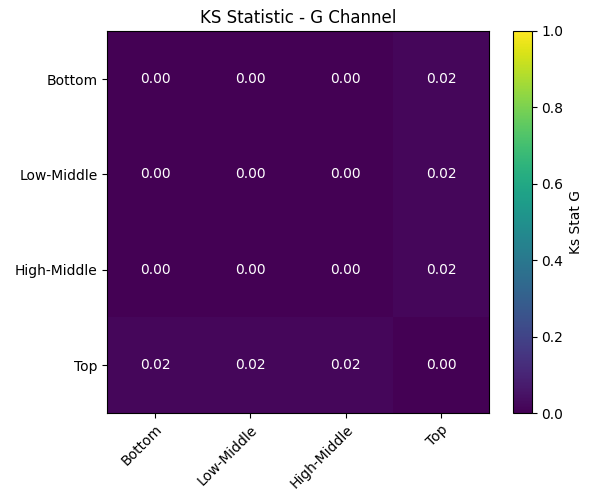 KS Statistic - G Channel
Bottom 0.00 0.00 0.00 0.02
Low-Middle 0.00 0.00 0.00 0.02
High-Middle 0.00 0.00 0.00 0.02
Top 0.02 0.02 0.02 0.00
Bottom Low-Middle High-Middle Top
1.0
0.8
0.6
0.4
0.2
0.0
Ks Stat G